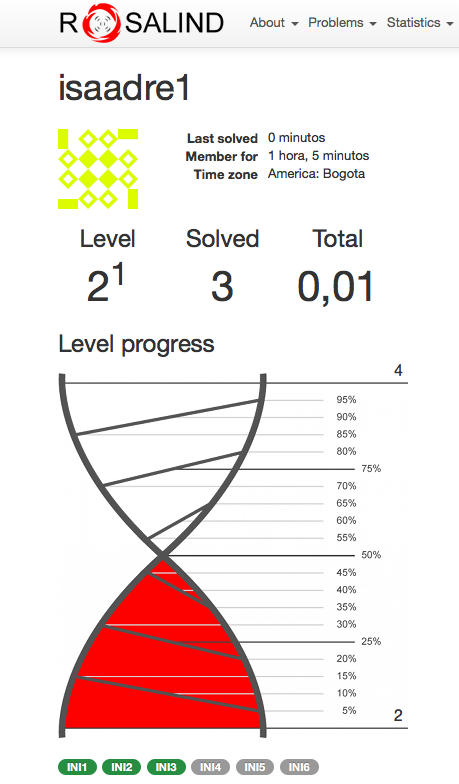 ROSALIND About Problems Statistics
isaadre1
Last solved 0 minutos
Member for 1 hora, 5 minutos
Time zone America: Bogota
Level Solved Total
2¹ 3 0,01
Level progress
4
95%
90%
85%
80%
75%
70%
65%
60%
55%
50%
45%
40%
35%
30%
25%
20%
15%
10%
5%
2
INI1 INI2 INI3 INI4 INI5 INI6